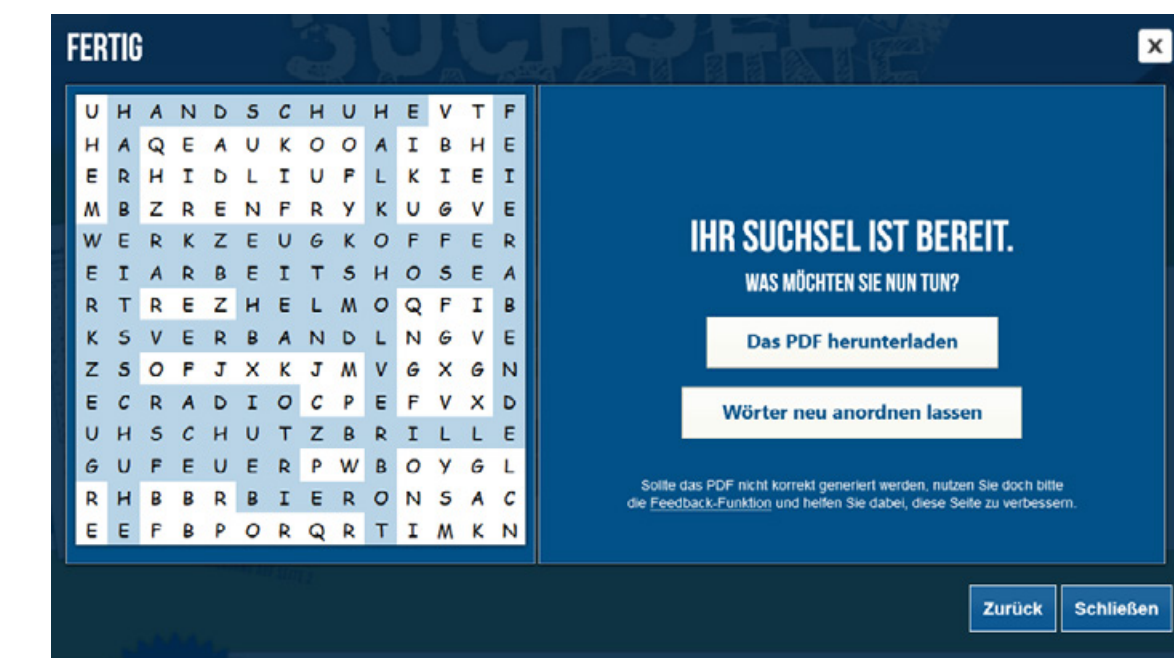 SUCHSEL
MACHINE
FERTIG
X
U H A N D S C H U H E V T F
H A Q E A U K O O A I B H E
E R H I D L I U F L K I E I
M B Z R E N F R Y K U G V E
W E R K Z E U G K O F F E R
E I A R B E I T S H O S E A
R T R E Z H E L M O Q F I B
K S V E R B A N D L N G V E
Z S O F J X K J M V G X G N
E C R A D I O C P E F V X D
U H S C H U T Z B R I L L E
G U F E U E R P W B O Y G L
R H B B R B I E R O N S A C
E E F B P O R Q R T I M K N
IHR SUCHSEL IST BEREIT.
WAS MÖCHTEN SIE NUN TUN?
Das PDF herunterladen
Wörter neu anordnen lassen
Sollte das PDF nicht korrekt generiert werden, nutzen Sie doch bitte
die Feedback-Funktion und helfen Sie dabei, diese Seite zu verbessern.
Zurück
Schließen